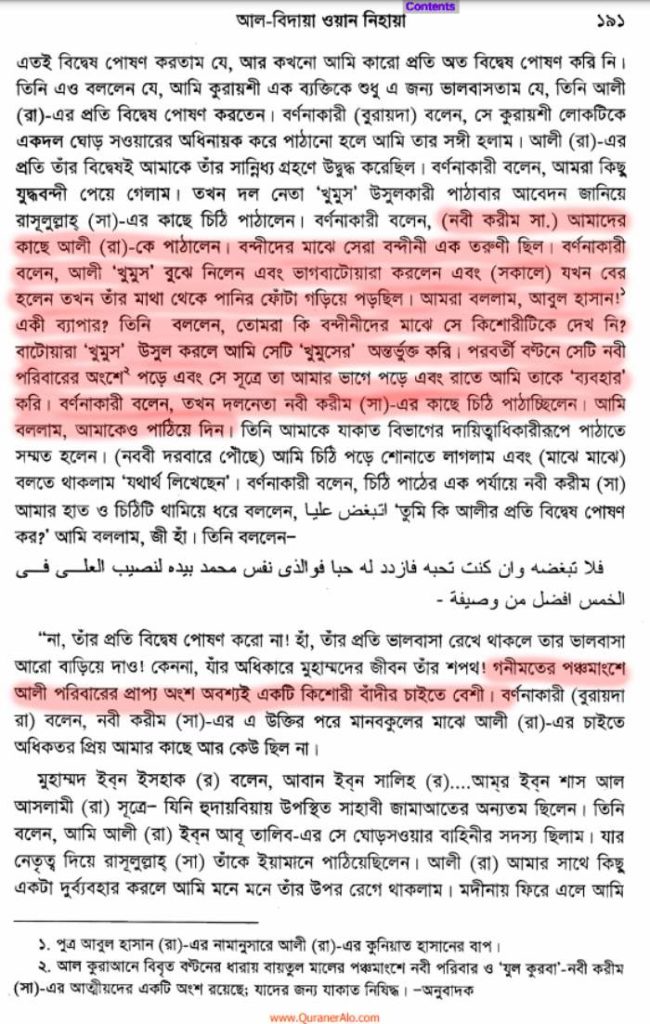 Contents
আল-বিদায়া ওয়ান নিহায়া ১৯১
এতই বিদ্বেষ পোষণ করতাম যে, আর কখনো আমি কারো প্রতি অত বিদ্বেষ পোষণ করি নি।
তিনি এও বললেন যে, আমি কুরায়শী এক ব্যক্তিকে শুধু এ জন্য ভালবাসতাম যে, তিনি আলী
(রা)-এর প্রতি বিদ্বেষ পোষণ করতেন। বর্ণনাকারী (বুরায়দা) বলেন, সে কুরায়শী লোকটিকে
একদল ঘোড় সওয়ারের অধিনায়ক করে পাঠানো হলে আমি তার সঙ্গী হলাম। আলী (রা)-এর
প্রতি তাঁর বিদ্বেষই আমাকে তাঁর সান্নিধ্য গ্রহণে উদ্বুদ্ধ করেছিল। বর্ণনাকারী বলেন, আমরা কিছু
যুদ্ধবন্দী পেয়ে গেলাম। তখন দল নেতা ‘খুমুস’ উসুলকারী পাঠাবার আবেদন জানিয়ে
রাসূলুল্লাহ্ (সা)-এর কাছে চিঠি পাঠালেন। বর্ণনাকারী বলেন, (নবী করীম সা.) আমাদের
কাছে আলী (রা)-কে পাঠালেন। বন্দীদের মাঝে সেরা বন্দীনী এক তরুণী ছিল। বর্ণনাকারী
বলেন, আলী ‘খুমুস’ বুঝে নিলেন এবং ভাগবাটোয়ারা করলেন এবং (সকালে) যখন বের
হলেন তখন তাঁর মাথা থেকে পানির ফোঁটা গড়িয়ে পড়ছিল। আমরা বললাম, আবুল হাসান!১
একী ব্যাপার? তিনি বললেন, তোমরা কি বন্দীনীদের মাঝে সে কিশোরীটিকে দেখ নি?
বাটোয়ারা ‘খুমুস’ উসুল করলে আমি সেটি ‘খুমুসের’ অন্তর্ভুক্ত করি। পরবর্তী বণ্টনে সেটি নবী
পরিবারের অংশে২ পড়ে এবং সে সূত্রে তা আমার ভাগে পড়ে এবং রাতে আমি তাকে ‘ব্যবহার’
করি। বর্ণনাকারী বলেন, তখন দলনেতা নবী করীম (সা)-এর কাছে চিঠি পাঠাচ্ছিলেন। আমি
বললাম, আমাকেও পাঠিয়ে দিন। তিনি আমাকে যাকাত বিভাগের দায়িত্বাধিকারীরূপে পাঠাতে
সম্মত হলেন। (নববী দরবারে পৌঁছে) আমি চিঠি পড়ে শোনাতে লাগলাম এবং (মাঝে মাঝে)
বলতে থাকলাম ‘যথার্থ লিখেছেন’। বর্ণনাকারী বলেন, চিঠি পাঠের এক পর্যায়ে নবী করীম (সা)
আমার হাত ও চিঠিটি থামিয়ে ধরে বললেন, اتبغض عليا ‘তুমি কি আলীর প্রতি বিদ্বেষ পোষণ
কর?’ আমি বললাম, জী হাঁ। তিনি বললেন–
فلا تبغضه وان كنت تحبه فازدد له حبا فوالذى نفس محمد بيده لنصيب العلى فى
الخمس افضل من وصيفة -
“না, তাঁর প্রতি বিদ্বেষ পোষণ করো না! হাঁ, তাঁর প্রতি ভালবাসা রেখে থাকলে তার ভালবাসা
আরো বাড়িয়ে দাও! কেননা, যাঁর অধিকারে মুহাম্মদের জীবন তাঁর শপথ! গনীমতের পঞ্চমাংশে
আলী পরিবারের প্রাপ্য অংশ অবশ্যই একটি কিশোরী বাঁদীর চাইতে বেশী। বর্ণনাকারী (বুরায়দা
রা) বলেন, নবী করীম (সা)-এর এ উক্তির পরে মানবকুলের মাঝে আলী (রা)-এর চাইতে
অধিকতর প্রিয় আমার কাছে আর কেউ ছিল না।
মুহাম্মদ ইব্‌ন ইসহাক (র) বলেন, আবান ইব্‌ন সালিহ (র)....আম্‌র ইব্‌ন শাস আল
আসলামী (রা) সূত্রে– যিনি হুদায়বিয়ায় উপস্থিত সাহাবী জামাআতের অন্যতম ছিলেন। তিনি
বলেন, আমি আলী (রা) ইব্‌ন আবূ তালিব-এর সে ঘোড়সওয়ার বাহিনীর সদস্য ছিলাম। যার
নেতৃত্ব দিয়ে রাসূলুল্লাহ্ (সা) তাঁকে ইয়ামানে পাঠিয়েছিলেন। আলী (রা) আমার সাথে কিছু
একটা দুর্ব্যবহার করলে আমি মনে মনে তাঁর উপর রেগে থাকলাম। মদীনায় ফিরে এলে আমি
১. পুত্র আবুল হাসান (রা)-এর নামানুসারে আলী (রা)-এর কুনিয়াত হাসানের বাপ।
২. আল কুরাআনে বিবৃত বণ্টনের ধারায় বায়তুল মালের পঞ্চমাংশে নবী পরিবার ও ‘যুল কুরবা’-নবী করীম
(সা)-এর আত্মীয়দের একটি অংশ রয়েছে; যাদের জন্য যাকাত নিষিদ্ধ। –অনুবাদক
www.QuranerAlo.com